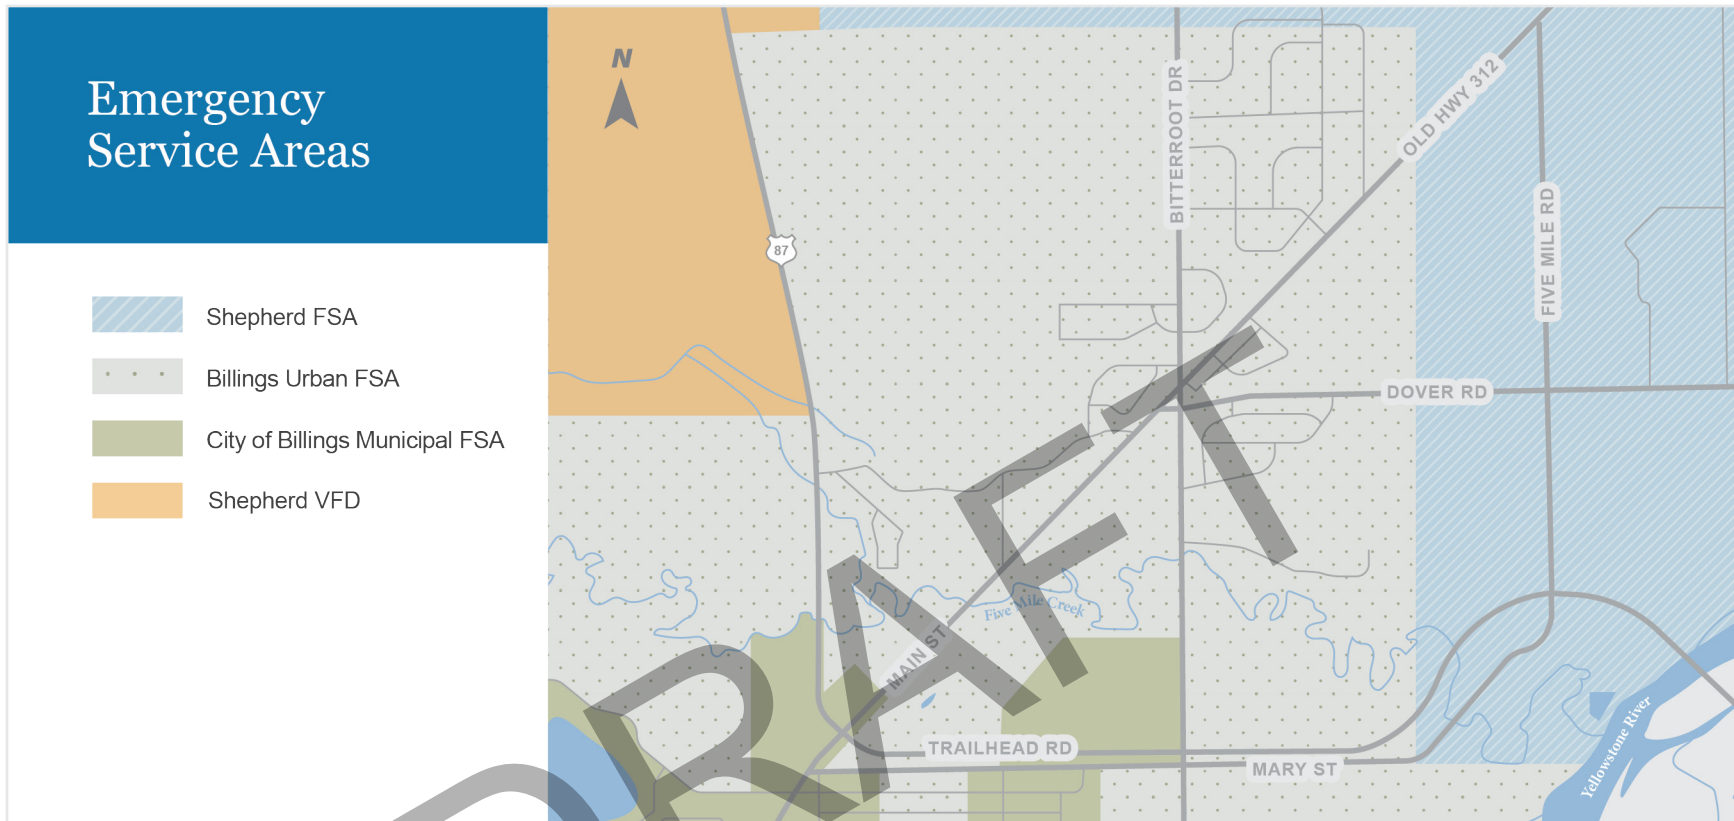 Emergency
Service Areas
Shepherd FSA
Billings Urban FSA
City of Billings Municipal FSA
Shepherd VFD
N
87
BITTERROOT DR
OLD HWY 312
FIVE MILE RD
DOVER RD
Five Mile Creek
MAIN ST
TRAILHEAD RD
MARY ST
Yellowstone River
DRAFT